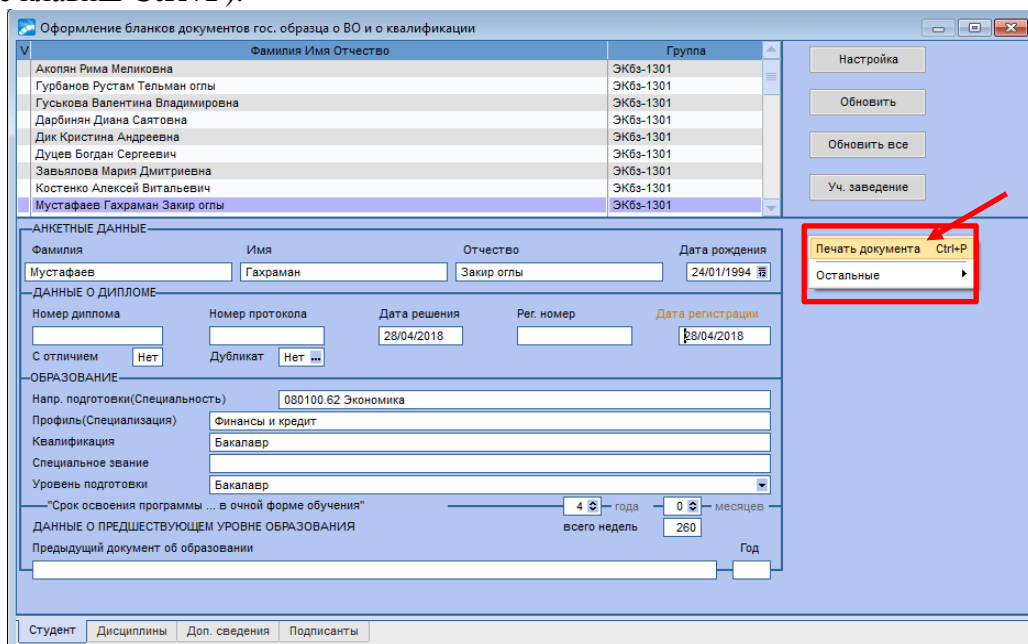 Оформление бланков документов гос. образца о ВО и о квалификации
V Фамилия Имя Отчество Группа
Акопян Рима Меликовна ЭКбз-1301
Гурбанов Рустам Тельман оглы ЭКбз-1301
Гуськова Валентина Владимировна ЭКбз-1301
Дарбинян Диана Саятовна ЭКбз-1301
Дик Кристина Андреевна ЭКбз-1301
Дуцев Богдан Сергеевич ЭКбз-1301
Завьялова Мария Дмитриевна ЭКбз-1301
Костенко Алексей Витальевич ЭКбз-1301
Мустафаев Гахраман Закир оглы ЭКбз-1301
Настройка
Обновить
Обновить все
Уч. заведение
АНКЕТНЫЕ ДАННЫЕ
Фамилия Имя Отчество Дата рождения
Мустафаев Гахраман Закир оглы 24/01/1994
Печать документа Ctrl+P
Остальные
ДАННЫЕ О ДИПЛОМЕ
Номер диплома Номер протокола Дата решения Рег. номер Дата регистрации
28/04/2018 28/04/2018
С отличием Нет Дубликат Нет ...
ОБРАЗОВАНИЕ
Напр. подготовки(Специальность) 080100.62 Экономика
Профиль(Специализация) Финансы и кредит
Квалификация Бакалавр
Специальное звание
Уровень подготовки Бакалавр
"Срок освоения программы ... в очной форме обучения" 4 года 0 месяцев
ДАННЫЕ О ПРЕДШЕСТВУЮЩЕМ УРОВНЕ ОБРАЗОВАНИЯ всего недель 260
Предыдущий документ об образовании Год
Студент Дисциплины Доп. сведения Подписанты